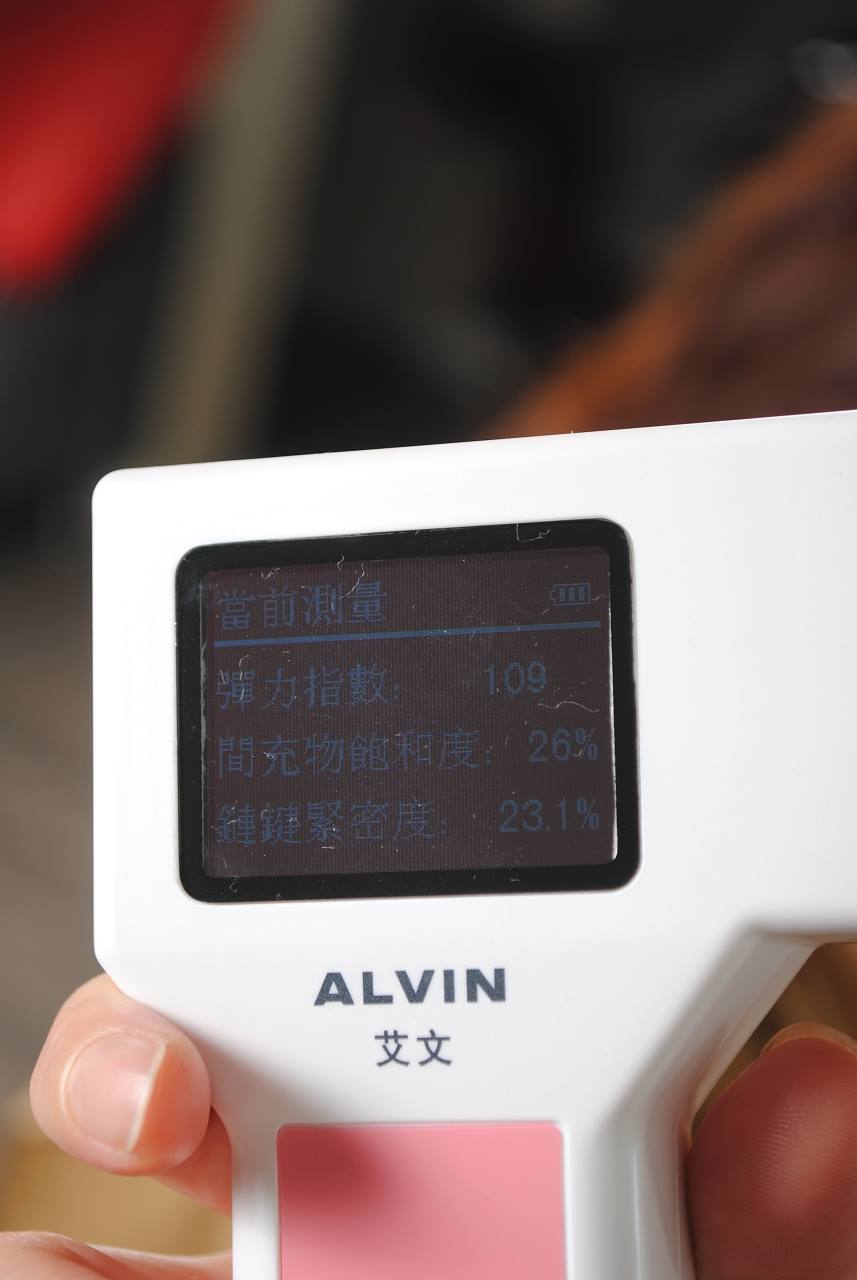 當前測量
彈力指數: 109
間充物飽和度: 26%
鏈鍵緊密度: 23.1%
ALVIN
艾文